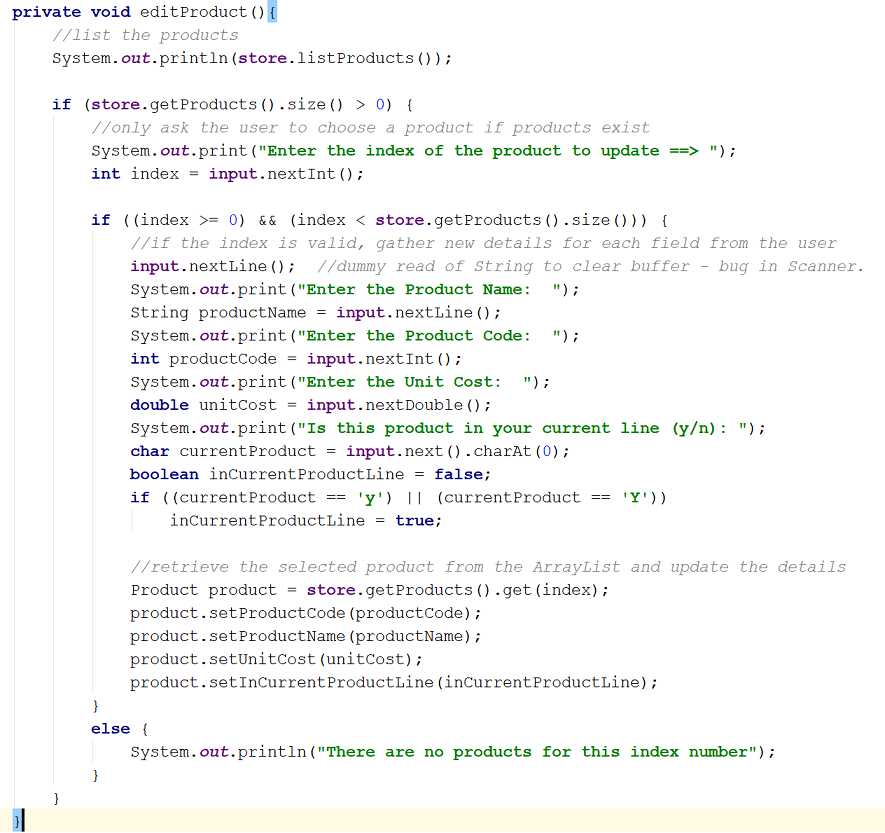 private void editProduct(){
    //list the products
    System.out.println(store.listProducts());

    if (store.getProducts().size() > 0) {
        //only ask the user to choose a product if products exist
        System.out.print("Enter the index of the product to update ==> ");
        int index = input.nextInt();

        if ((index >= 0) && (index < store.getProducts().size())) {
            //if the index is valid, gather new details for each field from the user
            input.nextLine();  //dummy read of String to clear buffer - bug in Scanner.
            System.out.print("Enter the Product Name:  ");
            String productName = input.nextLine();
            System.out.print("Enter the Product Code:  ");
            int productCode = input.nextInt();
            System.out.print("Enter the Unit Cost:  ");
            double unitCost = input.nextDouble();
            System.out.print("Is this product in your current line (y/n): ");
            char currentProduct = input.next().charAt(0);
            boolean inCurrentProductLine = false;
            if ((currentProduct == 'y') || (currentProduct == 'Y'))
                inCurrentProductLine = true;

            //retrieve the selected product from the ArrayList and update the details
            Product product = store.getProducts().get(index);
            product.setProductCode(productCode);
            product.setProductName(productName);
            product.setUnitCost(unitCost);
            product.setInCurrentProductLine(inCurrentProductLine);
        }
        else {
            System.out.println("There are no products for this index number");
        }
    }
}